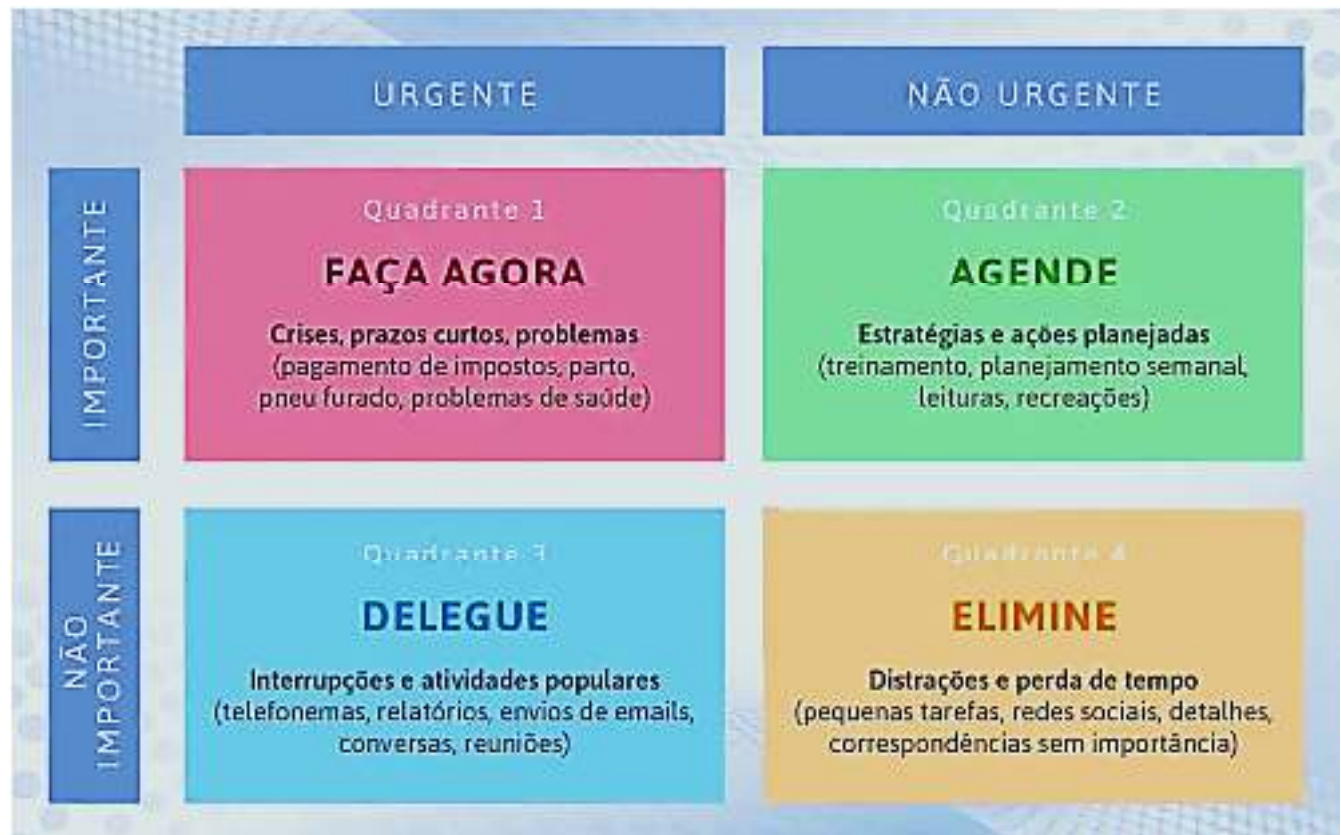 URGENTE
NÃO URGENTE
IMPORTANTE
Quadrante 1
FAÇA AGORA
Crises, prazos curtos, problemas
(pagamento de impostos, parto,
pneu furado, problemas de saúde)
Quadrante 2
AGENDE
Estratégias e ações planejadas
(treinamento, planejamento semanal,
leituras, recreações)
NÃO
IMPORTANTE
Quadrante 3
DELEGUE
Interrupções e atividades populares
(telefonemas, relatórios, envios de emails,
conversas, reuniões)
Quadrante 4
ELIMINE
Distrações e perda de tempo
(pequenas tarefas, redes sociais, detalhes,
correspondências sem importância)